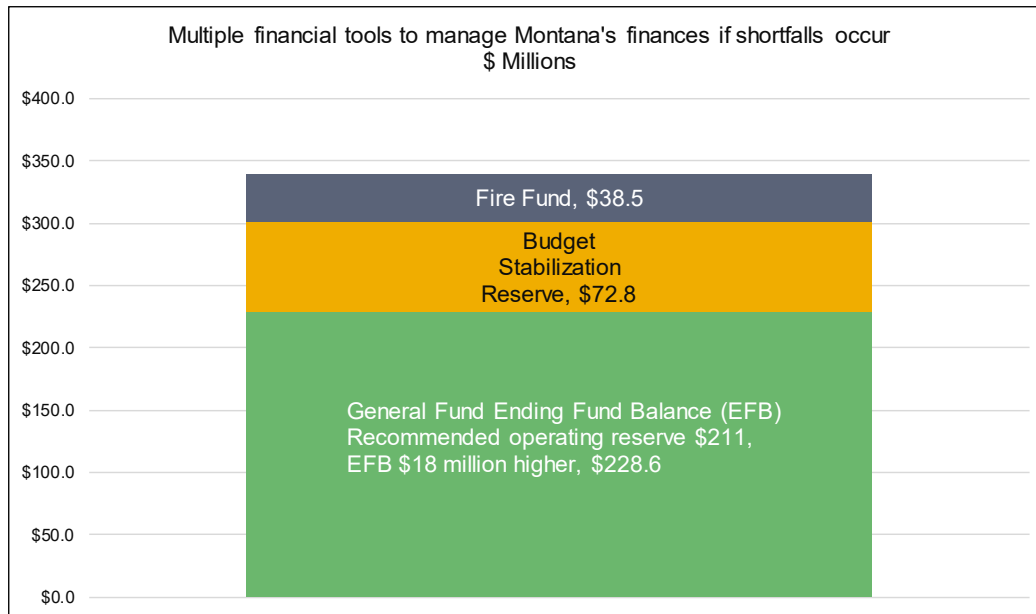 Multiple financial tools to manage Montana's finances if shortfalls occur
$ Millions
$400.0
$350.0
Fire Fund, $38.5
$300.0
Budget
Stabilization
$250.0
Reserve, $72.8
$200.0
$150.0
General Fund Ending Fund Balance (EFB)
Recommended operating reserve $211,
EFB $18 million higher, $228.6
$100.0
$50.0
$0.0